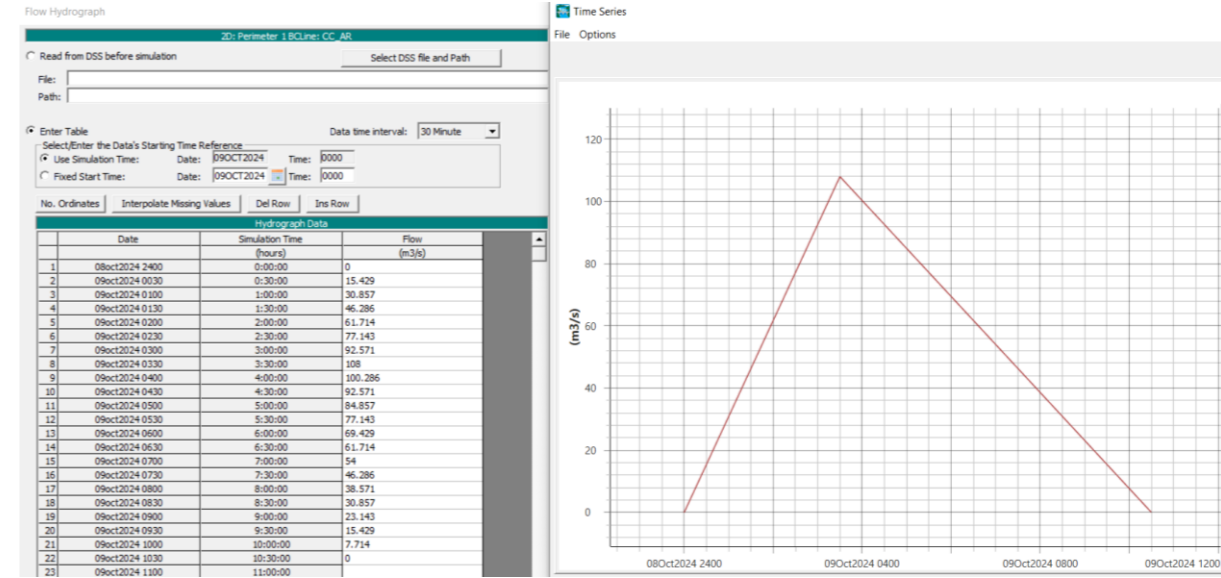 Flow Hydrograph
2D: Perimeter 1 BCLine: CC_AR
Read from DSS before simulation
Select DSS file and Path
File:
Path:
Enter Table
Data time interval: 30 Minute
Select/Enter the Data's Starting Time Reference
Use Simulation Time: Date: 09OCT2024 Time: 0000
Fixed Start Time: Date: 09OCT2024 Time: 0000
No. Ordinates Interpolate Missing Values Del Row Ins Row
Hydrograph Data
Date Simulation Time Flow
(hours) (m3/s)
1 08oct2024 2400 0:00:00 0
2 09oct2024 0030 0:30:00 15.429
3 09oct2024 0100 1:00:00 30.857
4 09oct2024 0130 1:30:00 46.286
5 09oct2024 0200 2:00:00 61.714
6 09oct2024 0230 2:30:00 77.143
7 09oct2024 0300 3:00:00 92.571
8 09oct2024 0330 3:30:00 108
9 09oct2024 0400 4:00:00 100.286
10 09oct2024 0430 4:30:00 92.571
11 09oct2024 0500 5:00:00 84.857
12 09oct2024 0530 5:30:00 77.143
13 09oct2024 0600 6:00:00 69.429
14 09oct2024 0630 6:30:00 61.714
15 09oct2024 0700 7:00:00 54
16 09oct2024 0730 7:30:00 46.286
17 09oct2024 0800 8:00:00 38.571
18 09oct2024 0830 8:30:00 30.857
19 09oct2024 0900 9:00:00 23.143
20 09oct2024 0930 9:30:00 15.429
21 09oct2024 1000 10:00:00 7.714
22 09oct2024 1030 10:30:00 0
23 09oct2024 1100 11:00:00
Time Series
File Options
120
100
80
60
40
20
0
(m3/s)
08Oct2024 2400 09Oct2024 0400 09Oct2024 0800 09Oct2024 1200